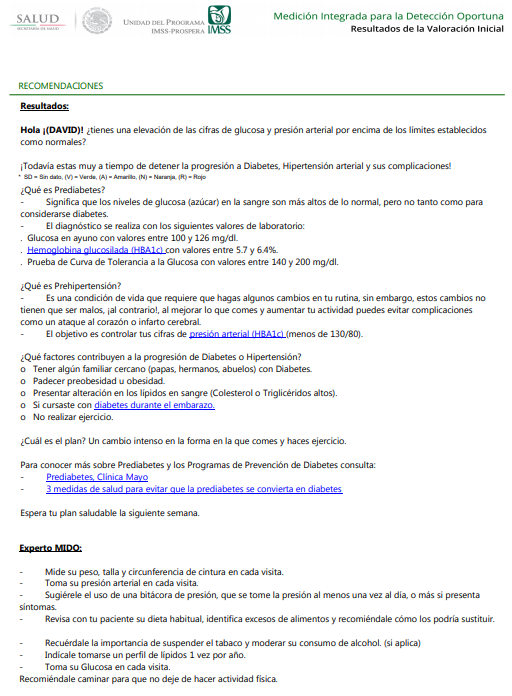 SALUD
SECRETARÍA DE SALUD
UNIDAD DEL PROGRAMA
IMSS-PROSPERA
IMSS
Medición Integrada para la Detección Oportuna
Resultados de la Valoración Inicial
RECOMENDACIONES
Resultados:
Hola ¡(DAVID)! ¿tienes una elevación de las cifras de glucosa y presión arterial por encima de los límites establecidos
como normales?
¡Todavía estas muy a tiempo de detener la progresión a Diabetes, Hipertensión arterial y sus complicaciones!
* SD = Sin dato, (V) = Verde, (A) = Amarillo, (N) = Naranja, (R) = Rojo
¿Qué es Prediabetes?
- Significa que los niveles de glucosa (azúcar) en la sangre son más altos de lo normal, pero no tanto como para
considerarse diabetes.
- El diagnóstico se realiza con los siguientes valores de laboratorio:
. Glucosa en ayuno con valores entre 100 y 126 mg/dl.
. Hemoglobina glucosilada (HBA1c) con valores entre 5.7 y 6.4%.
. Prueba de Curva de Tolerancia a la Glucosa con valores entre 140 y 200 mg/dl.
¿Qué es Prehipertensión?
- Es una condición de vida que requiere que hagas algunos cambios en tu rutina, sin embargo, estos cambios no
tienen que ser malos, ¡al contrario!, al mejorar lo que comes y aumentar tu actividad puedes evitar complicaciones
como un ataque al corazón o infarto cerebral.
- El objetivo es controlar tus cifras de presión arterial (HBA1c) (menos de 130/80).
¿Qué factores contribuyen a la progresión de Diabetes o Hipertensión?
o Tener algún familiar cercano (papas, hermanos, abuelos) con Diabetes.
o Padecer preobesidad u obesidad.
o Presentar alteración en los lípidos en sangre (Colesterol o Triglicéridos altos).
o Si cursaste con diabetes durante el embarazo.
o No realizar ejercicio.
¿Cuál es el plan? Un cambio intenso en la forma en la que comes y haces ejercicio.
Para conocer más sobre Prediabetes y los Programas de Prevención de Diabetes consulta:
- Prediabetes, Clínica Mayo
- 3 medidas de salud para evitar que la prediabetes se convierta en diabetes
Espera tu plan saludable la siguiente semana.
Experto MIDO:
- Mide su peso, talla y circunferencia de cintura en cada visita.
- Toma su presión arterial en cada visita.
- Sugiérele el uso de una bitácora de presión, que se tome la presión al menos una vez al día, o más si presenta
síntomas.
- Revisa con tu paciente su dieta habitual, identifica excesos de alimentos y recomiéndale cómo los podría sustituir.
- Recuérdale la importancia de suspender el tabaco y moderar su consumo de alcohol. (si aplica)
- Indícale tomarse un perfil de lípidos 1 vez por año.
- Toma su Glucosa en cada visita.
Recomiéndale caminar para que no deje de hacer actividad física.